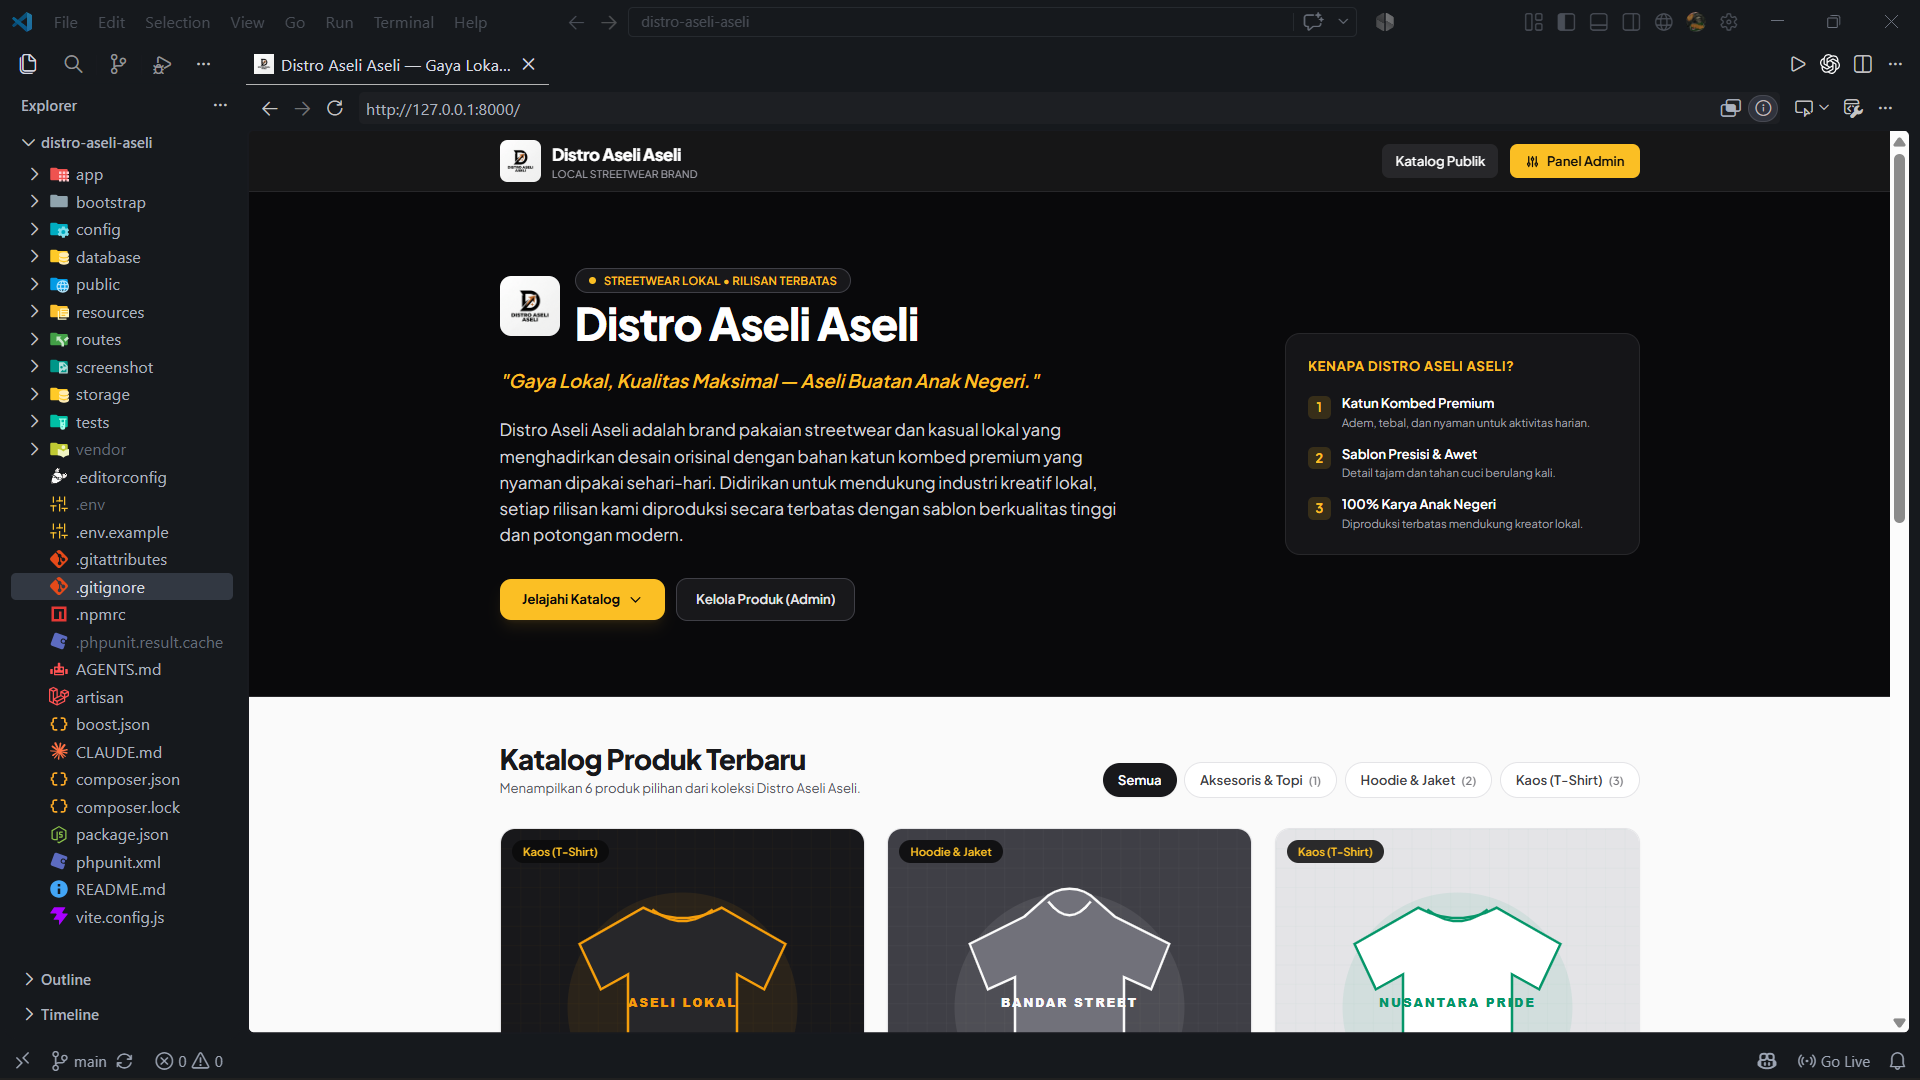 File Edit Selection View Go Run Terminal Help
distro-aseli-aseli
Distro Aseli Aseli — Gaya Loka...
Explorer
http://127.0.0.1:8000/
distro-aseli-aseli
app
bootstrap
config
database
public
resources
routes
screenshot
storage
tests
vendor
.editorconfig
.env
.env.example
.gitattributes
.gitignore
.npmrc
.phpunit.result.cache
AGENTS.md
artisan
boost.json
CLAUDE.md
composer.json
composer.lock
package.json
phpunit.xml
README.md
vite.config.js
Outline
Timeline
Distro Aseli Aseli
LOCAL STREETWEAR BRAND
Katalog Publik
Panel Admin
DISTRO ASELI
ASELI
STREETWEAR LOKAL • RILISAN TERBATAS
Distro Aseli Aseli
"Gaya Lokal, Kualitas Maksimal — Aseli Buatan Anak Negeri."
Distro Aseli Aseli adalah brand pakaian streetwear dan kasual lokal yang
menghadirkan desain orisinal dengan bahan katun kombed premium yang
nyaman dipakai sehari-hari. Didirikan untuk mendukung industri kreatif lokal,
setiap rilisan kami diproduksi secara terbatas dengan sablon berkualitas tinggi
dan potongan modern.
Jelajahi Katalog
Kelola Produk (Admin)
KENAPA DISTRO ASELI ASELI?
1 Katun Kombed Premium
Adem, tebal, dan nyaman untuk aktivitas harian.
2 Sablon Presisi & Awet
Detail tajam dan tahan cuci berulang kali.
3 100% Karya Anak Negeri
Diproduksi terbatas mendukung kreator lokal.
Katalog Produk Terbaru
Menampilkan 6 produk pilihan dari koleksi Distro Aseli Aseli.
Semua
Aksesoris & Topi (1)
Hoodie & Jaket (2)
Kaos (T-Shirt) (3)
Kaos (T-Shirt)
ASELI LOKAL
Hoodie & Jaket
BANDAR STREET
Kaos (T-Shirt)
NUSANTARA PRIDE
main
0 0
Go Live